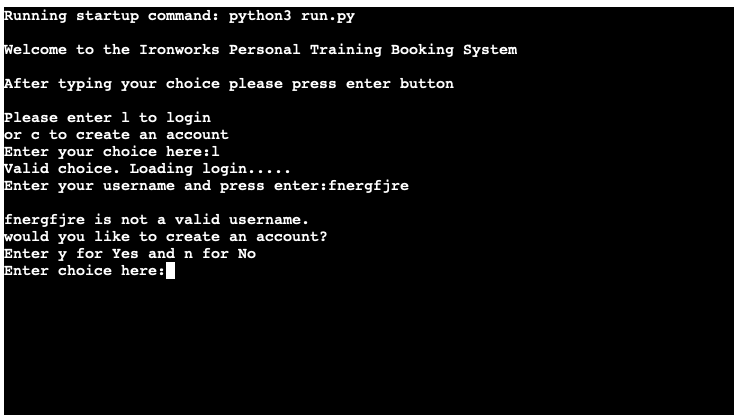 Running startup command: python3 run.py
Welcome to the Ironworks Personal Training Booking System
After typing your choice please press enter button
Please enter l to login
or c to create an account
Enter your choice here:l
Valid choice. Loading login.....
Enter your username and press enter:fnergfjre
fnergfjre is not a valid username.
would you like to create an account?
Enter y for Yes and n for No
Enter choice here: